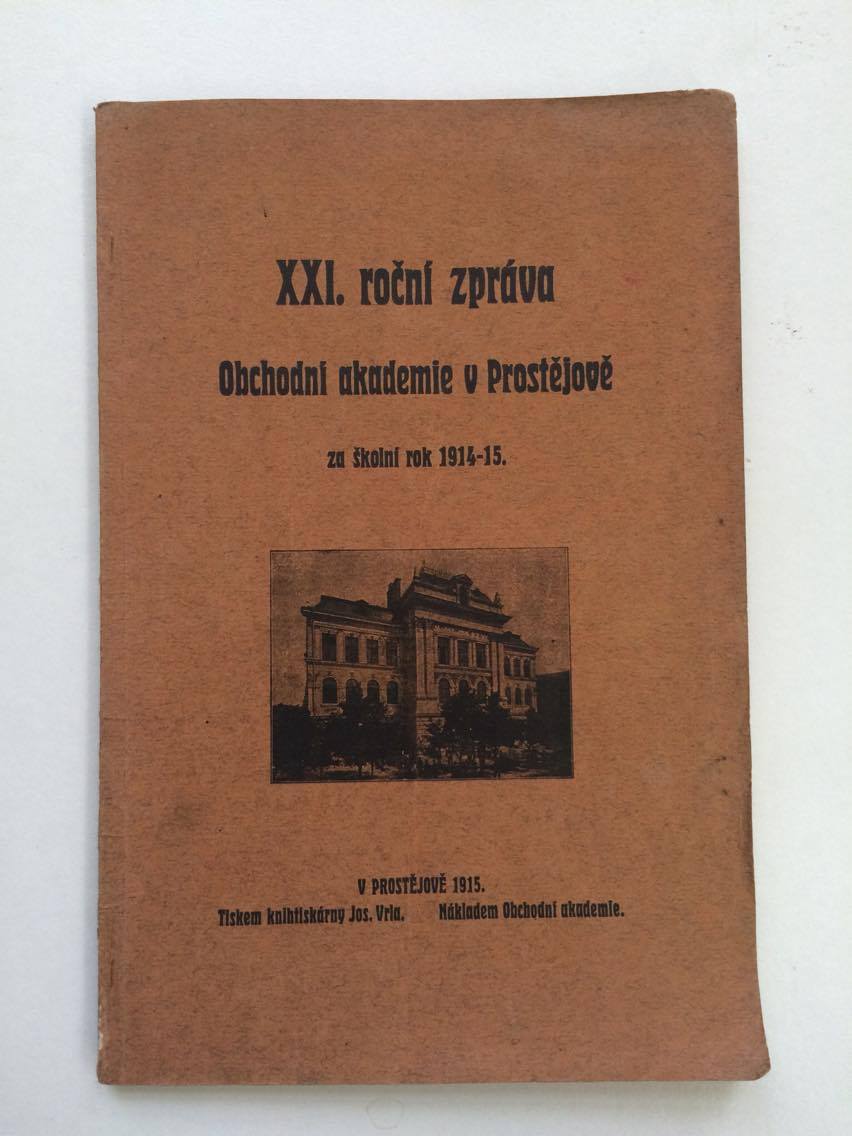 XXI. roční zpráva
Obchodní akademie v Prostějově
za školní rok 1914-15.
V PROSTĚJOVĚ 1915.
Tiskem knihtiskárny Jos. Vrla. Nákladem Obchodní akademie.